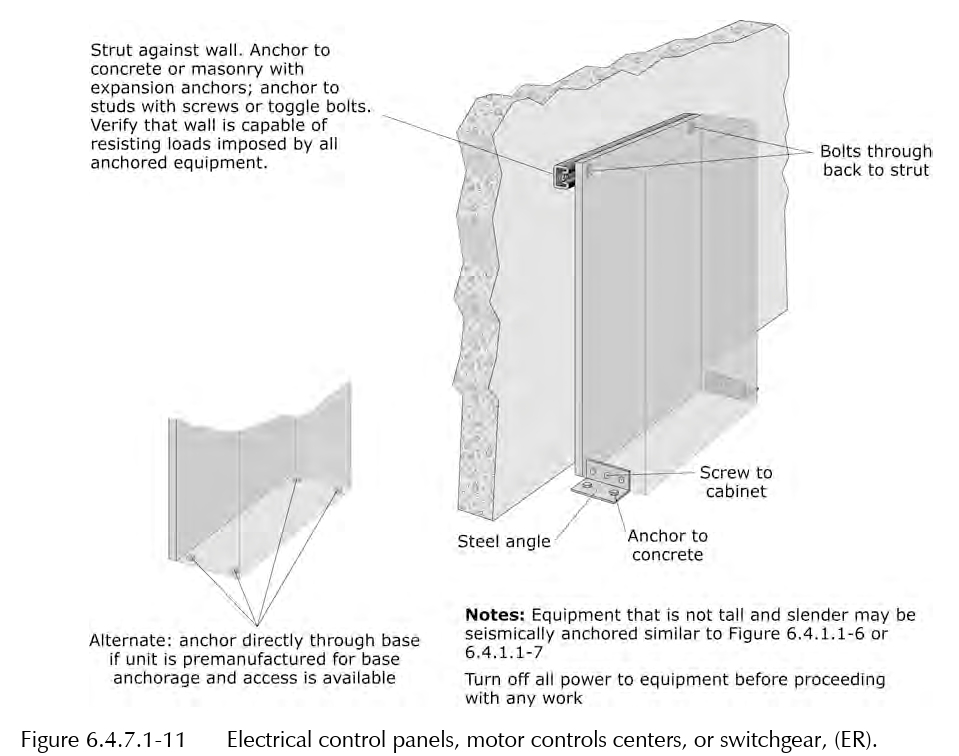 Strut against wall. Anchor to
concrete or masonry with
expansion anchors; anchor to
studs with screws or toggle bolts.
Verify that wall is capable of
resisting loads imposed by all
anchored equipment.
Bolts through
back to strut
Screw to
cabinet
Steel angle
Anchor to
concrete
Alternate: anchor directly through base
if unit is premanufactured for base
anchorage and access is available
Notes: Equipment that is not tall and slender may be
seismically anchored similar to Figure 6.4.1.1-6 or
6.4.1.1-7
Turn off all power to equipment before proceeding
with any work
Figure 6.4.7.1-11 Electrical control panels, motor controls centers, or switchgear, (ER).